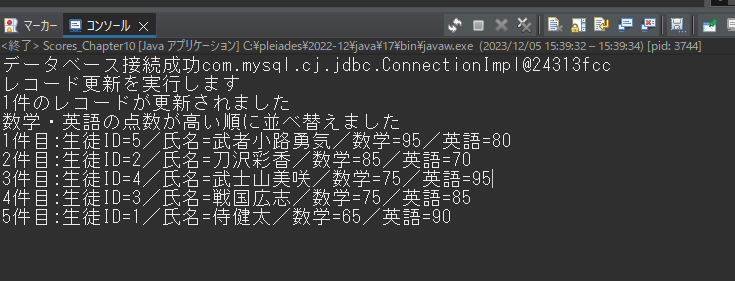 マーカー コンソール
<終了> Scores_Chapter10 [Java アプリケーション] C:¥pleiades¥2022-12¥java¥17¥bin¥javaw.exe (2023/12/05 15:39:32 – 15:39:34) [pid: 3744]
データベース接続成功com.mysql.cj.jdbc.ConnectionImpl@24313fcc
レコード更新を実行します
1件のレコードが更新されました
数学・英語の点数が高い順に並べ替えました
1件目:生徒ID=5／氏名=武者小路勇気／数学=95／英語=80
2件目:生徒ID=2／氏名=刀沢彩香／数学=85／英語=70
3件目:生徒ID=4／氏名=武士山美咲／数学=75／英語=95
4件目:生徒ID=3／氏名=戦国広志／数学=75／英語=85
5件目:生徒ID=1／氏名=侍健太／数学=65／英語=90